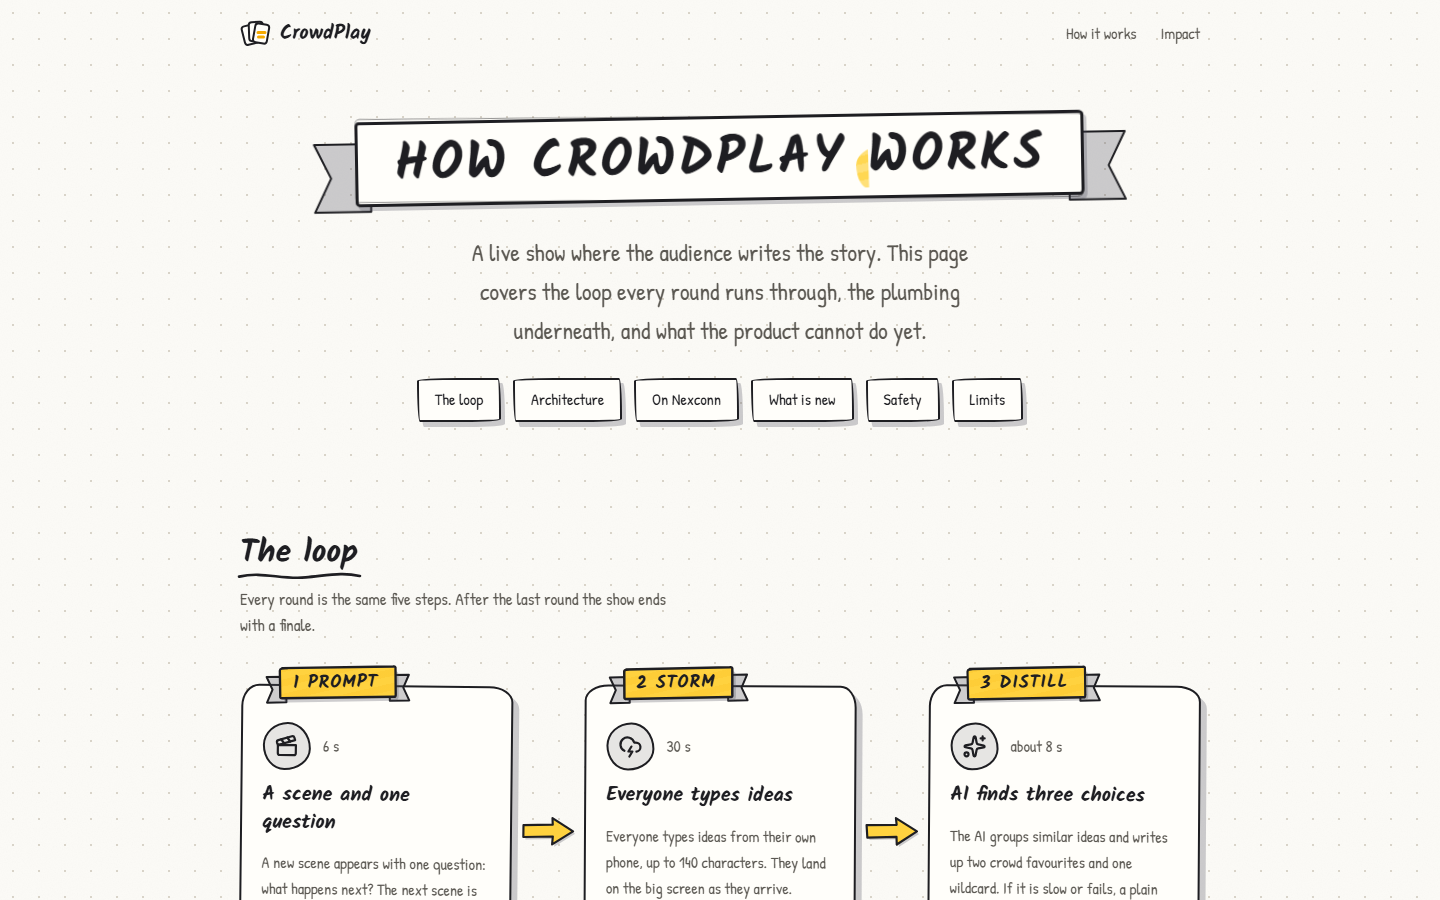 CrowdPlay
How it works
Impact
HOW CROWDPLAY WORKS
A live show where the audience writes the story. This page
covers the loop every round runs through, the plumbing
underneath, and what the product cannot do yet.
The loop
Architecture
On Nexconn
What is new
Safety
Limits
The loop
Every round is the same five steps. After the last round the show ends
with a finale.
1 PROMPT
6 s
A scene and one
question
A new scene appears with one question:
what happens next? The next scene is
2 STORM
30 s
Everyone types ideas
Everyone types ideas from their own
phone, up to 140 characters. They land
on the big screen as they arrive.
3 DISTILL
about 8 s
AI finds three choices
The AI groups similar ideas and writes
up two crowd favourites and one
wildcard. If it is slow or fails, a plain